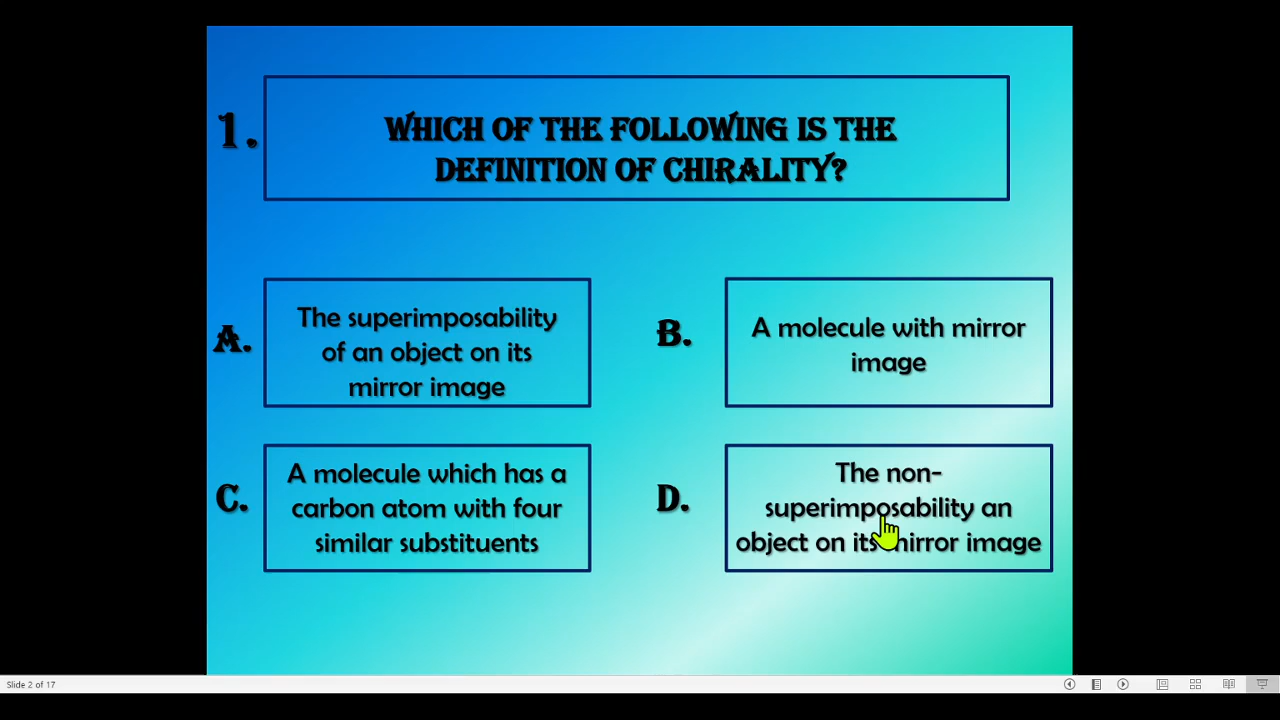 1.
WHICH OF THE FOLLOWING IS THE
DEFINITION OF CHIRALITY?
A.
The superimposability
of an object on its
mirror image
B.
A molecule with mirror
image
C.
A molecule which has a
carbon atom with four
similar substituents
D.
The non-
superimposability an
object on its mirror image
Slide 2 of 17